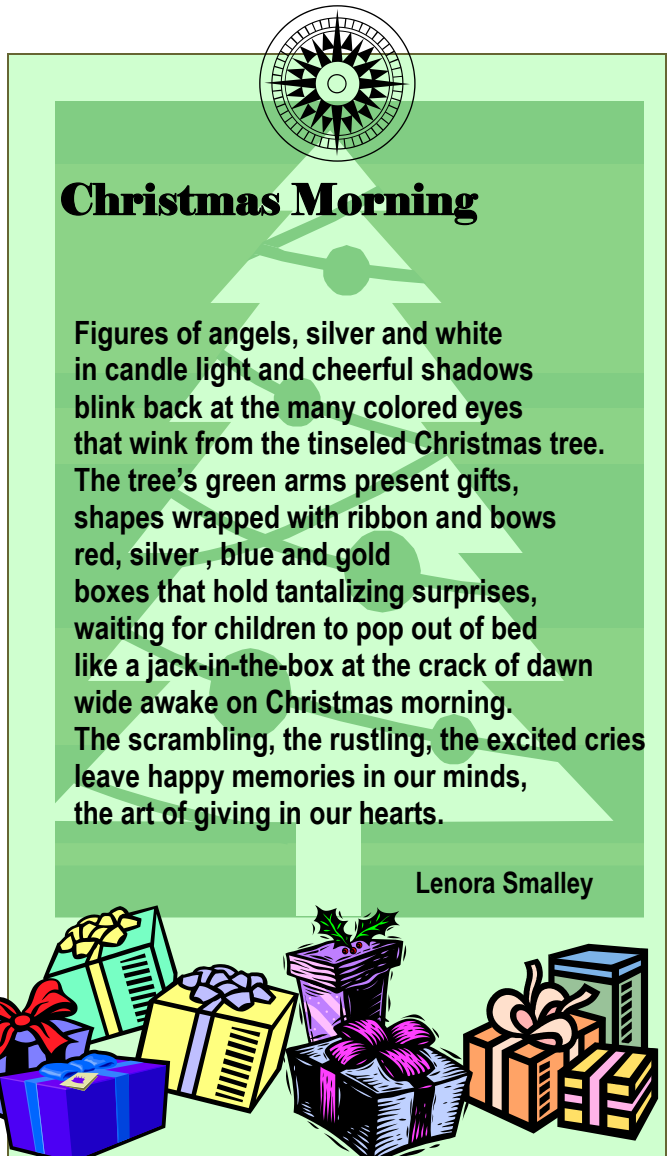 Christmas Morning
Figures of angels, silver and white
in candle light and cheerful shadows
blink back at the many colored eyes
that wink from the tinseled Christmas tree.
The tree’s green arms present gifts,
shapes wrapped with ribbon and bows
red, silver , blue and gold
boxes that hold tantalizing surprises,
waiting for children to pop out of bed
like a jack-in-the-box at the crack of dawn
wide awake on Christmas morning.
The scrambling, the rustling, the excited cries
leave happy memories in our minds,
the art of giving in our hearts.
Lenora Smalley